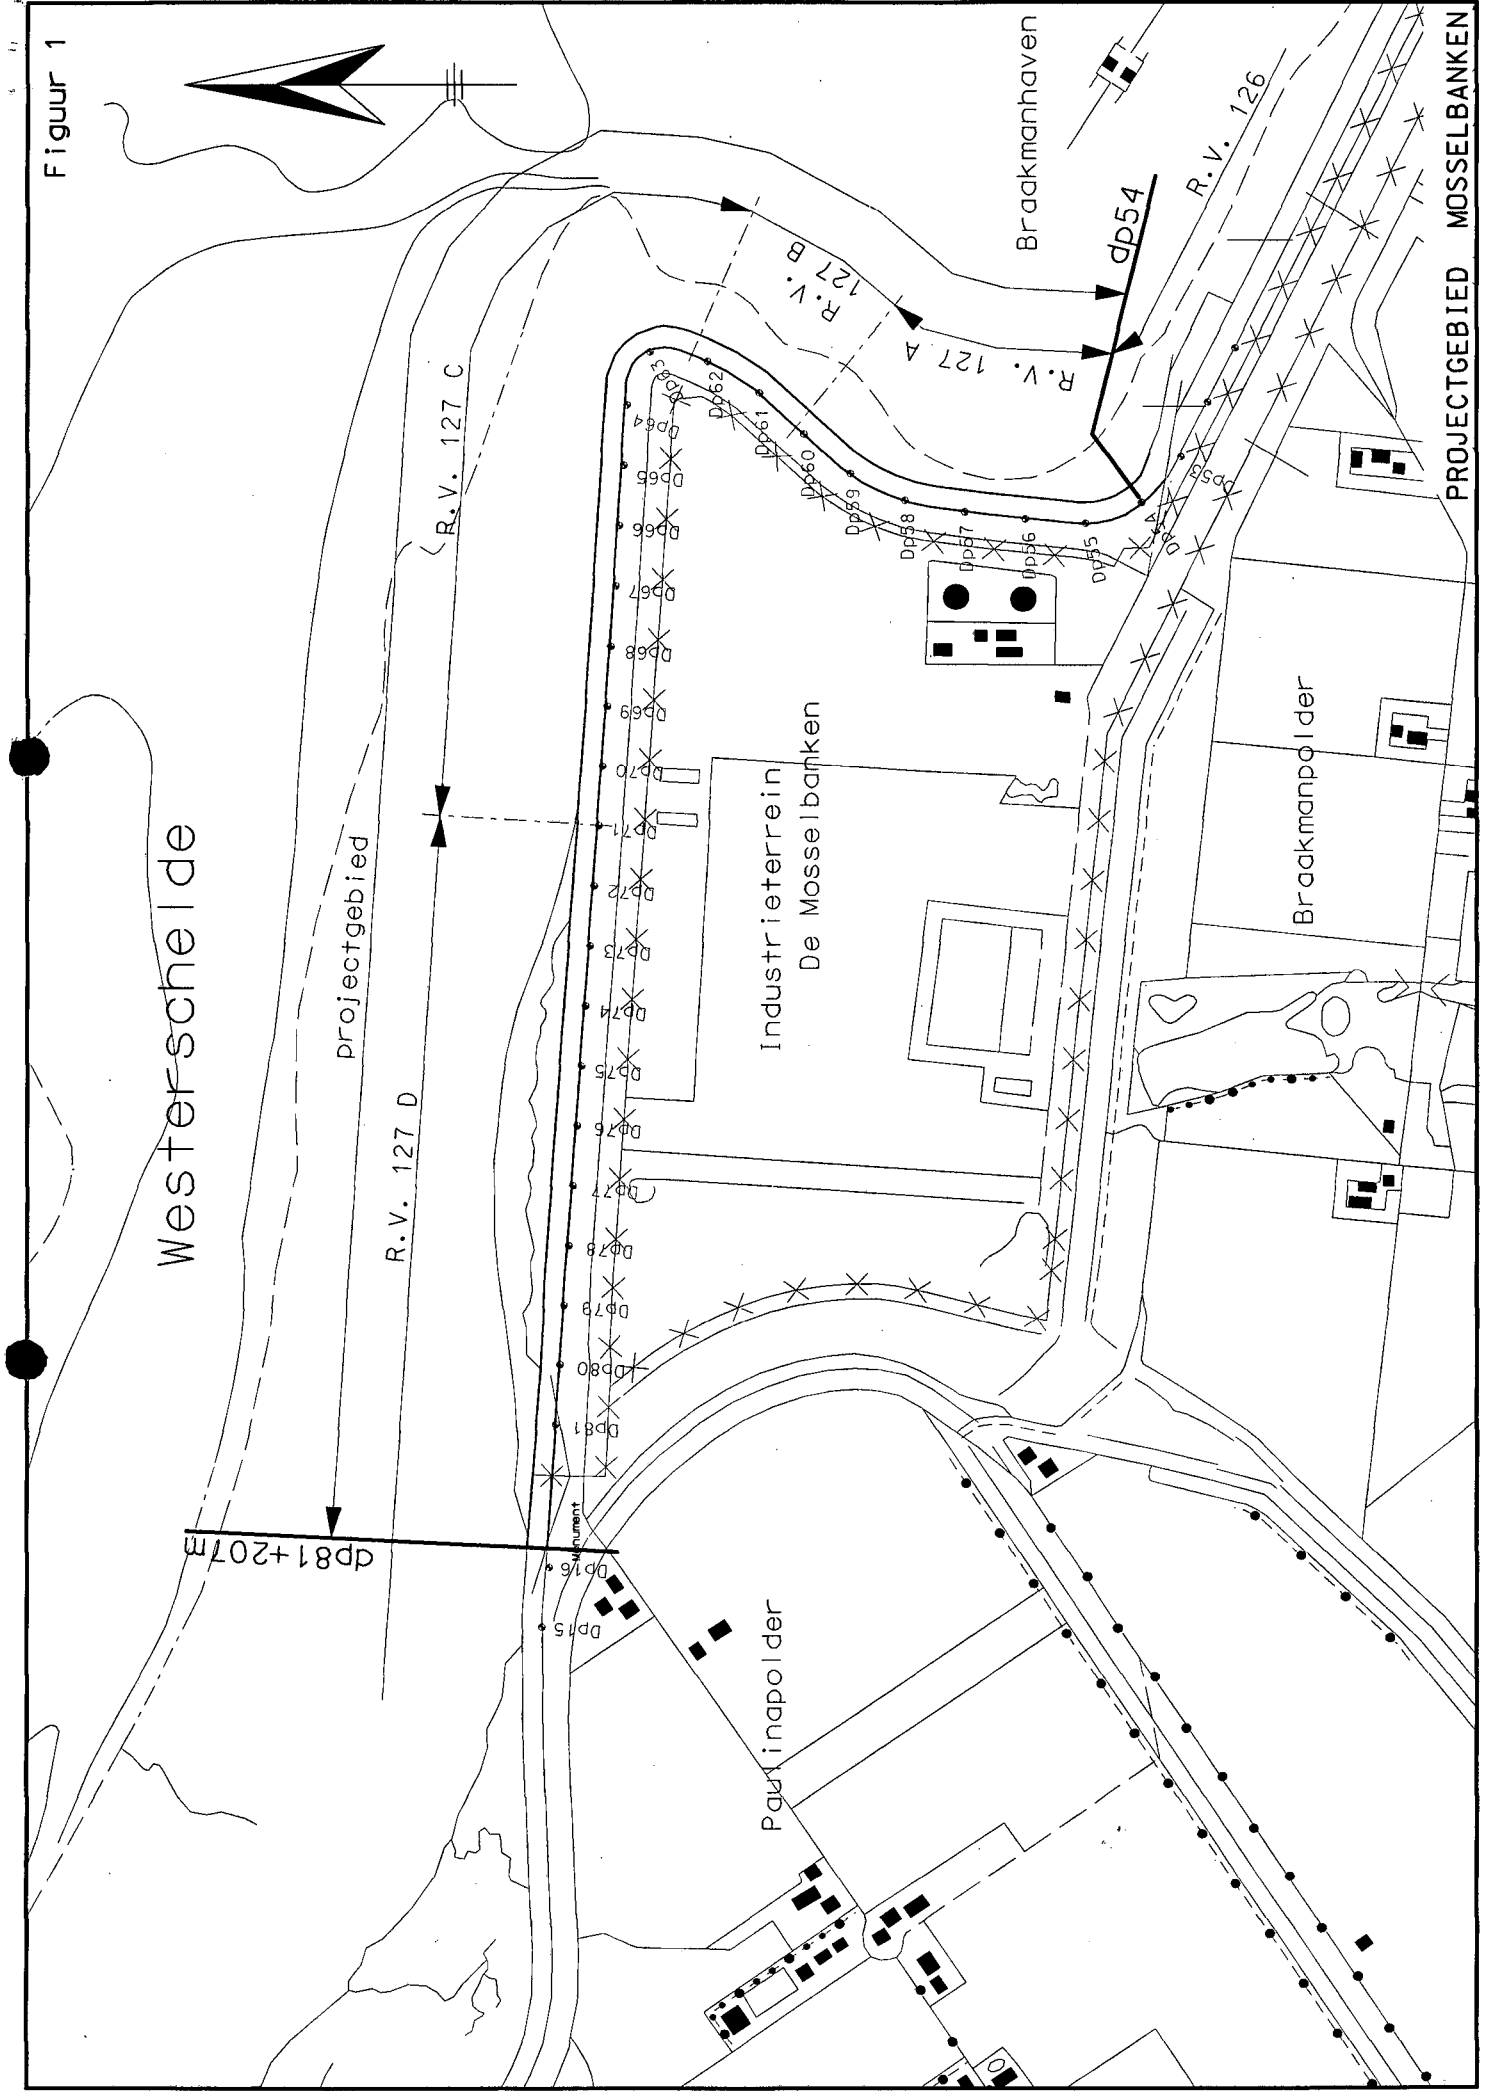 Figuur 1
Westerschelde
projectgebied
R.V. 127 D
R.V. 127 C
R.V.
127 B
R.V. 127 A
R.V. 126
Braakmanhaven
dp54
dp81+207m
Monument
Dp15
Dp16
Dp81
Dp80
Dp79
Dp78
Dp77
Dp76
Dp75
Dp74
Dp73
Dp72
Dp71
Dp70
Dp69
Dp68
Dp67
Dp66
Dp65
Dp64
Dp63
Dp62
Dp61
Dp60
Dp59
Dp58
Dp57
Dp56
Dp55
Dp53
Industrieterrein
De Mosselbanken
Braakmanpolder
Paulinapolder
PROJECTGEBIED MOSSELBANKEN